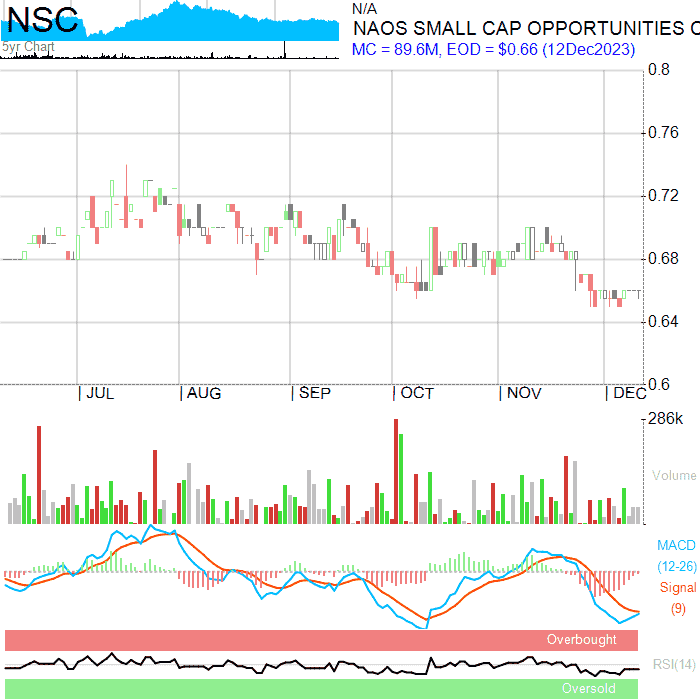 NSC
5yr Chart
N/A
NAOS SMALL CAP OPPORTUNITIES C
MC = 89.6M, EOD = $0.66 (12Dec2023)
0.8
0.76
0.72
0.68
0.64
0.6
JUL AUG SEP OCT NOV DEC
286k
Volume
MACD
(12-26)
Signal
(9)
Overbought
RSI(14)
Oversold